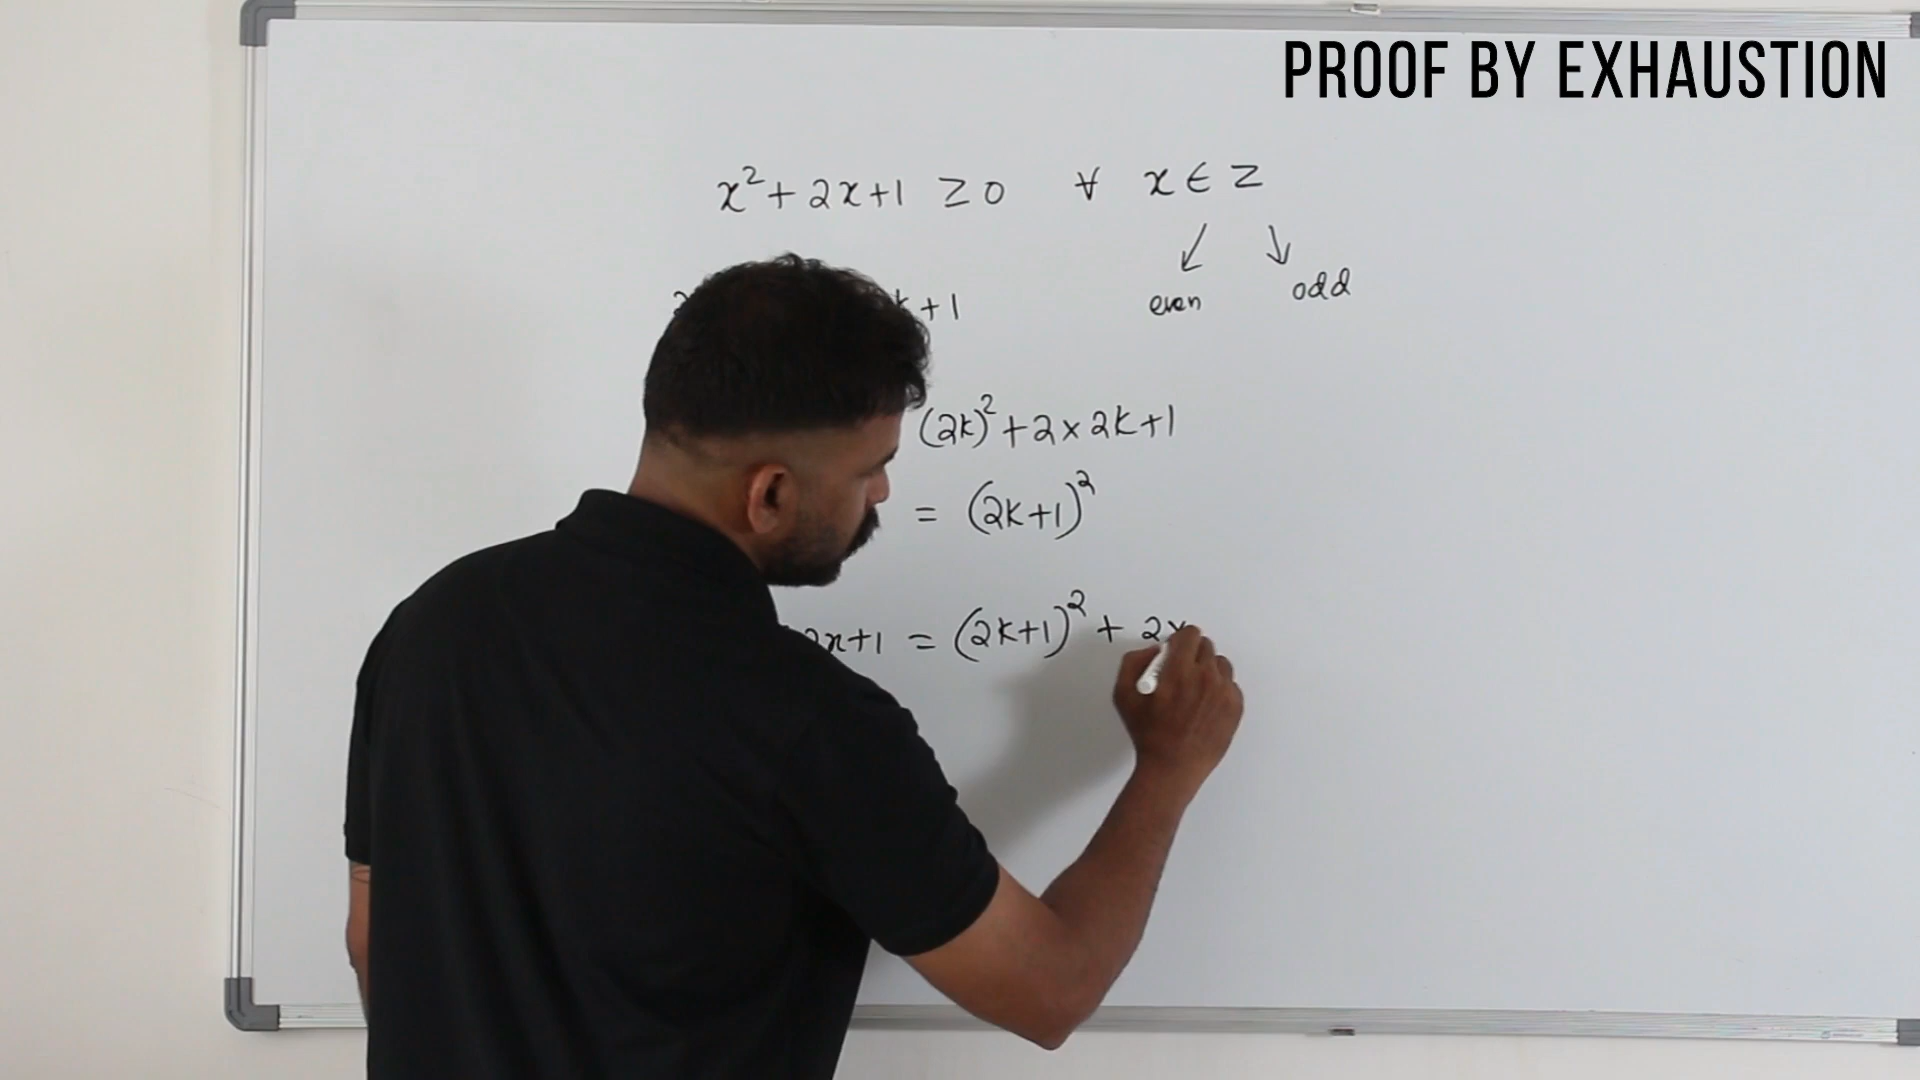 PROOF BY EXHAUSTION
x²+2x+1 ≥0 ∀ x∈Z
even odd
+1
(2k)²+2×2k+1
= (2k+1)²
2x+1 = (2k+1)²+ 2×